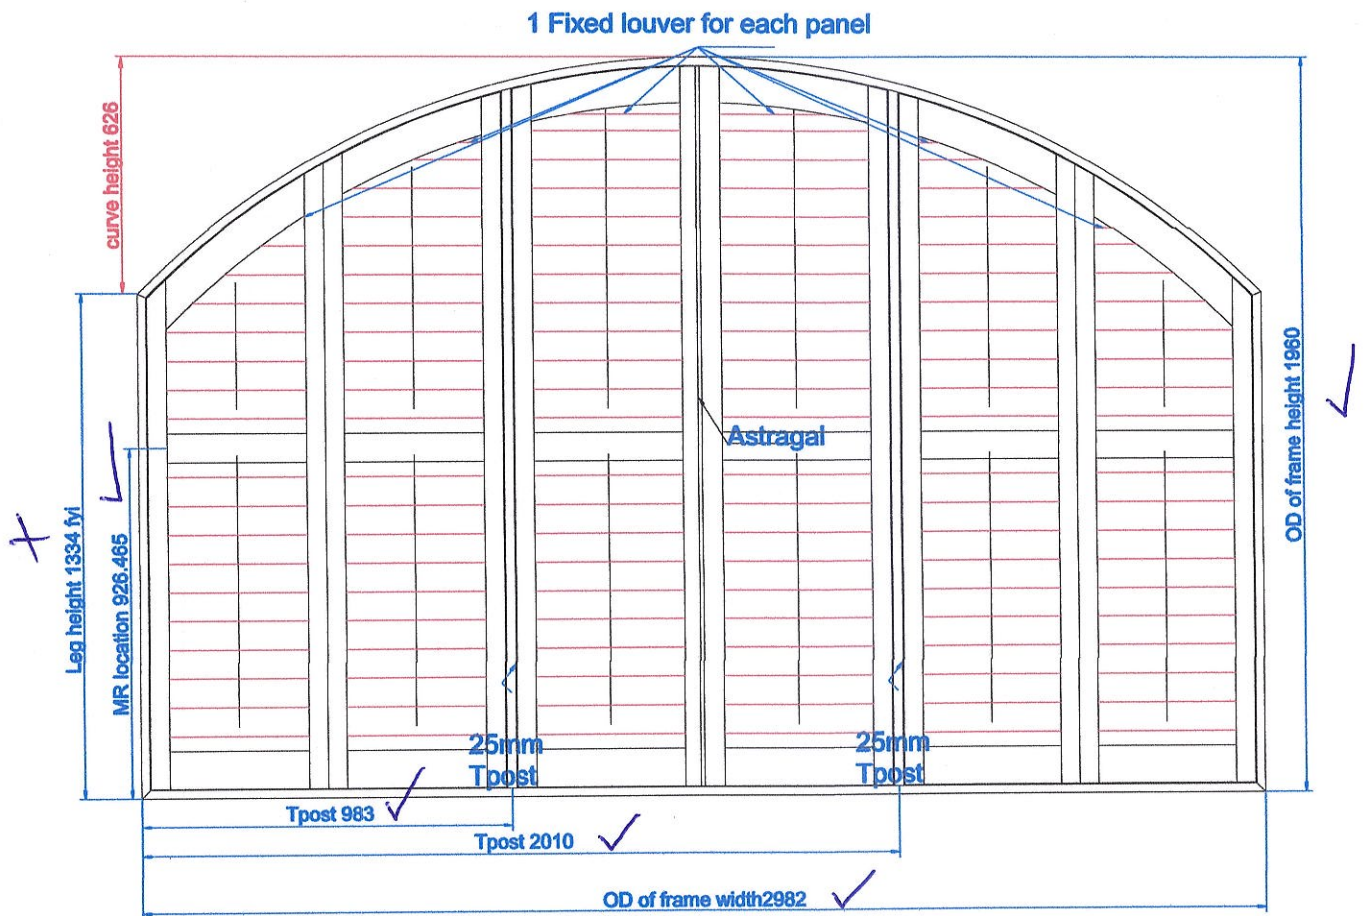 1 Fixed louver for each panel
curve height 626
Astragal
OD of frame height 1960
Leg height 1334 fyi
MR location 926.465
25mm
Tpost
25mm
Tpost
Tpost 983
Tpost 2010
OD of frame width2982